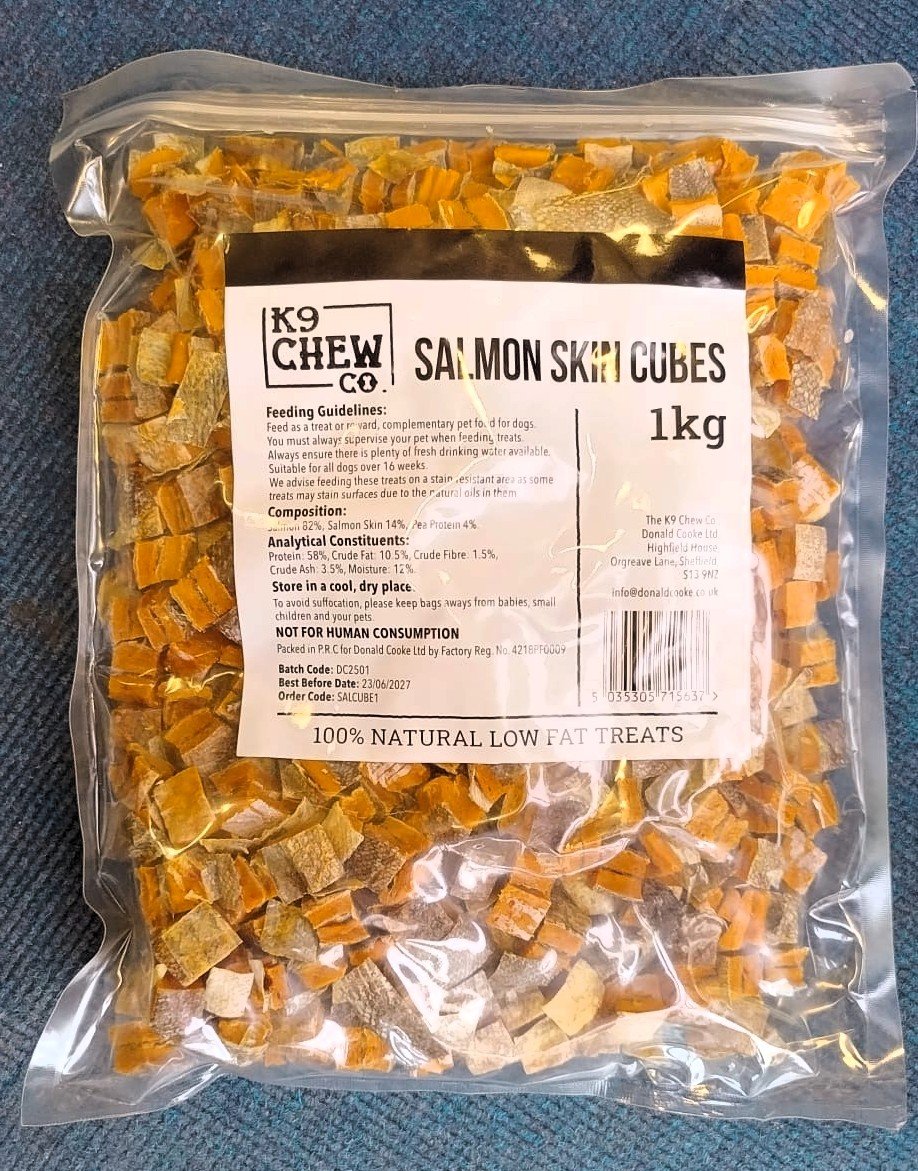 K9
CHEW
CO.
SALMON SKIN CUBES
1kg
Feeding Guidelines:
Feed as a treat or reward, complementary pet food for dogs.
You must always supervise your pet when feeding treats.
Always ensure there is plenty of fresh drinking water available.
Suitable for all dogs over 16 weeks.
We advise feeding these treats on a stain resistant area as some
treats may stain surfaces due to the natural oils in them
Composition:
Salmon 82%, Salmon Skin 14%, Pea Protein 4%
Analytical Constituents:
Protein: 58%, Crude Fat: 10.5%, Crude Fibre: 1.5%,
Crude Ash: 3.5%, Moisture: 12%
Store in a cool, dry place.
To avoid suffocation, please keep bags aways from babies, small
children and your pets.
NOT FOR HUMAN CONSUMPTION
Packed in P.R.C for Donald Cooke Ltd by Factory Reg. No. 4218PF0009
Batch Code: DC2501
Best Before Date: 23/06/2027
Order Code: SALCUBE1
The K9 Chew Co.
Donald Cooke Ltd
Highfield House
Orgreave Lane, Sheffield
S13 9NZ
info@donaldcooke.co.uk
5 035305 715637 >
100% NATURAL LOW FAT TREATS